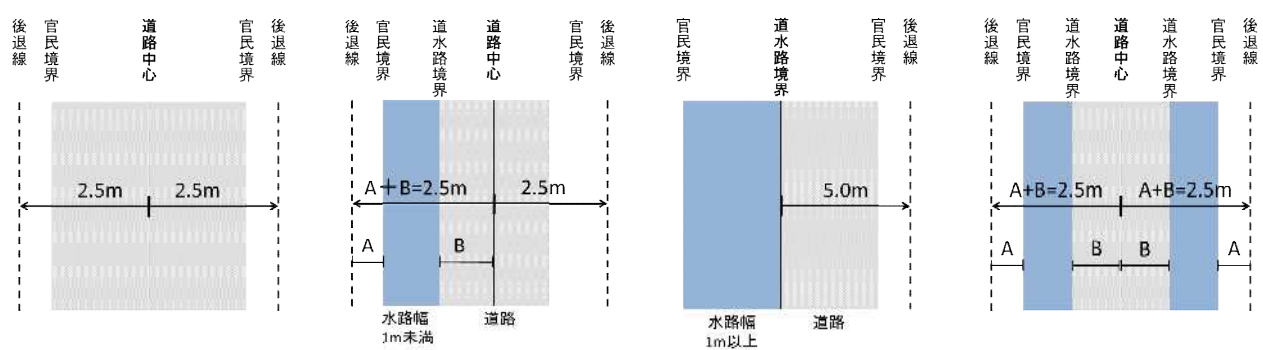 後退線
官民境界
道路中心
官民境界
後退線
2.5m
2.5m
後退線
官民境界
道水路境界
道路中心
官民境界
後退線
A+B=2.5m
2.5m
A
B
水路幅
1m未満
道路
官民境界
道水路境界
官民境界
後退線
5.0m
水路幅
1m以上
道路
後退線
官民境界
道水路境界
道路中心
道水路境界
官民境界
後退線
A+B=2.5m
A+B=2.5m
A
B
B
A